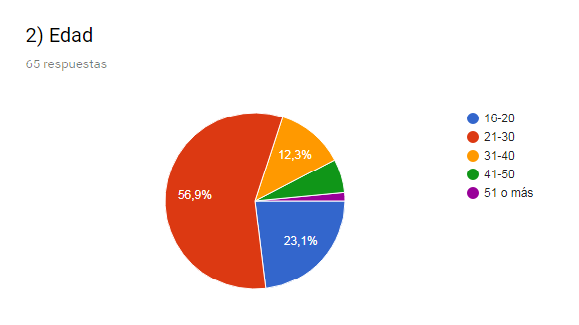 2) Edad
65 respuestas
16-20
21-30
31-40
41-50
51 o más
12,3%
56,9%
23,1%